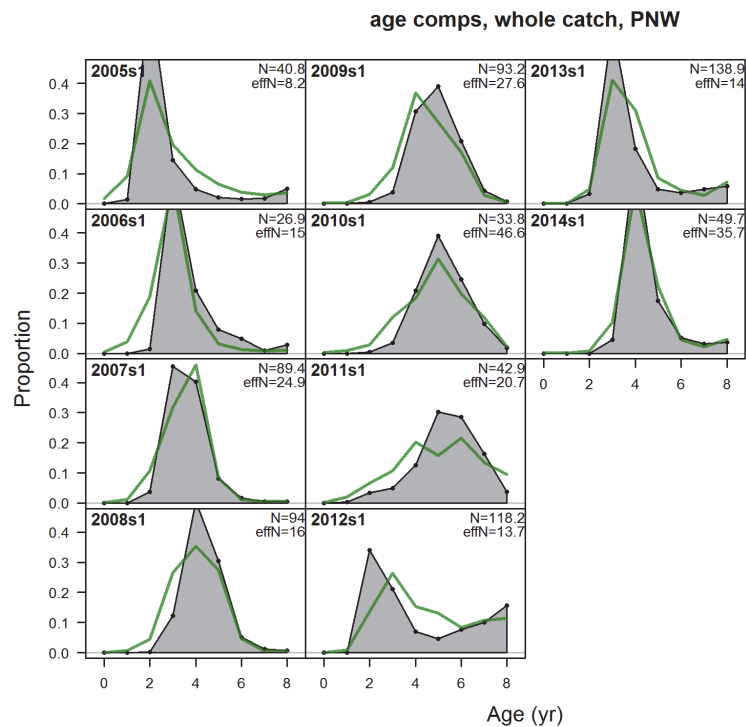 age comps, whole catch, PNW
2005s1
N=40.8
effN=8.2
2009s1
N=93.2
effN=27.6
2013s1
N=138.9
effN=14
0.4
0.3
0.2
0.1
0.0
2006s1
N=26.9
effN=15
2010s1
N=33.8
effN=46.6
2014s1
N=49.7
effN=35.7
0.4
0.3
0.2
0.1
0.0
0 2 4 6 8
2007s1
N=89.4
effN=24.9
2011s1
N=42.9
effN=20.7
0.4
0.3
0.2
0.1
0.0
2008s1
N=94
effN=16
2012s1
N=118.2
effN=13.7
0.4
0.3
0.2
0.1
0.0
0 2 4 6 8
0 2 4 6 8
Proportion
Age (yr)